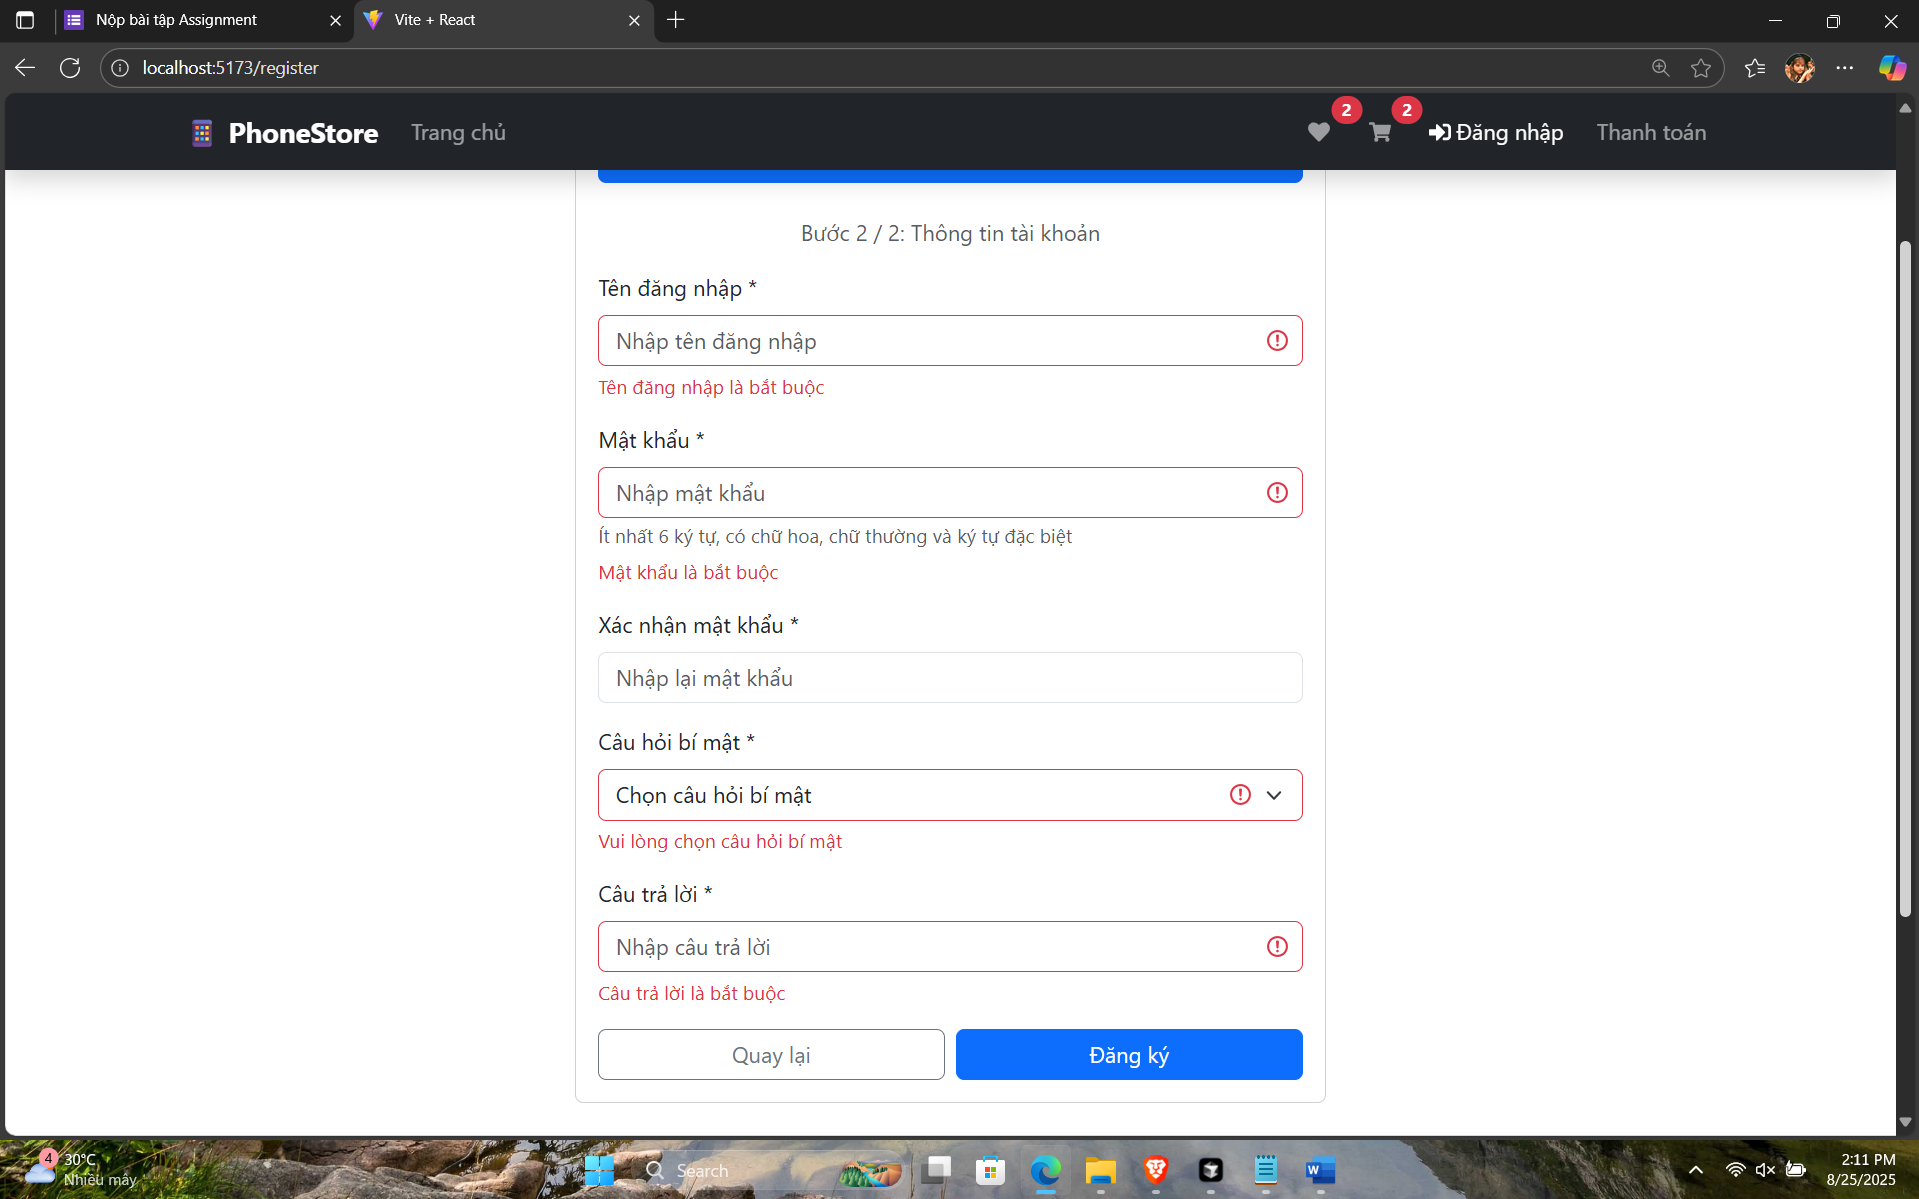 Nộp bài tập Assignment
Vite + React
localhost:5173/register
PhoneStore
Trang chủ
2
2
Đăng nhập
Thanh toán
Bước 2 / 2: Thông tin tài khoản
Tên đăng nhập *
Nhập tên đăng nhập
Tên đăng nhập là bắt buộc
Mật khẩu *
Nhập mật khẩu
Ít nhất 6 ký tự, có chữ hoa, chữ thường và ký tự đặc biệt
Mật khẩu là bắt buộc
Xác nhận mật khẩu *
Nhập lại mật khẩu
Câu hỏi bí mật *
Chọn câu hỏi bí mật
Vui lòng chọn câu hỏi bí mật
Câu trả lời *
Nhập câu trả lời
Câu trả lời là bắt buộc
Quay lại
Đăng ký
4
30°C
Nhiều mây
Search
W
2:11 PM
8/25/2025